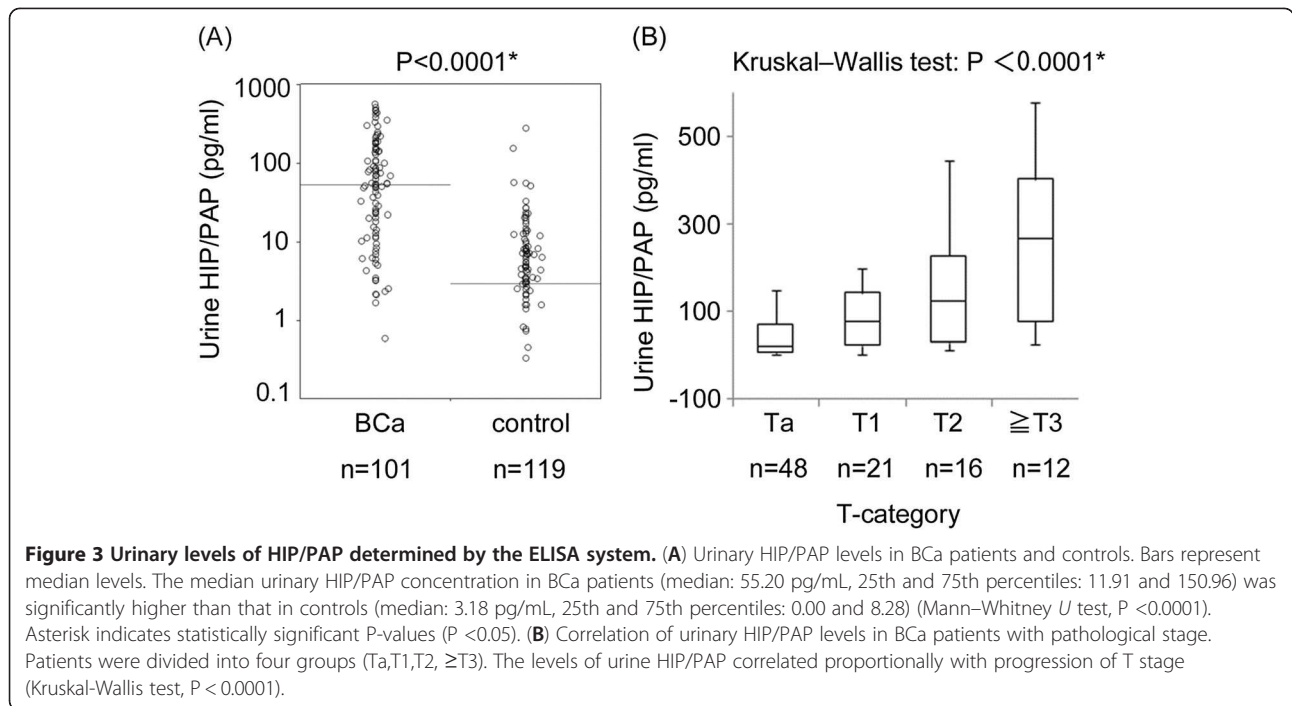 (A)
P<0.0001*
Urine HIP/PAP (pg/ml)
1000
100
10
1
0.1
BCa control
n=101 n=119
(B)
Kruskal–Wallis test: P <0.0001*
Urine HIP/PAP (pg/ml)
500
300
100
-100
Ta T1 T2 ≧T3
n=48 n=21 n=16 n=12
T-category
Figure 3 Urinary levels of HIP/PAP determined by the ELISA system. (A) Urinary HIP/PAP levels in BCa patients and controls. Bars represent
median levels. The median urinary HIP/PAP concentration in BCa patients (median: 55.20 pg/mL, 25th and 75th percentiles: 11.91 and 150.96) was
significantly higher than that in controls (median: 3.18 pg/mL, 25th and 75th percentiles: 0.00 and 8.28) (Mann–Whitney U test, P <0.0001).
Asterisk indicates statistically significant P-values (P <0.05). (B) Correlation of urinary HIP/PAP levels in BCa patients with pathological stage.
Patients were divided into four groups (Ta,T1,T2, ≥T3). The levels of urine HIP/PAP correlated proportionally with progression of T stage
(Kruskal-Wallis test, P < 0.0001).